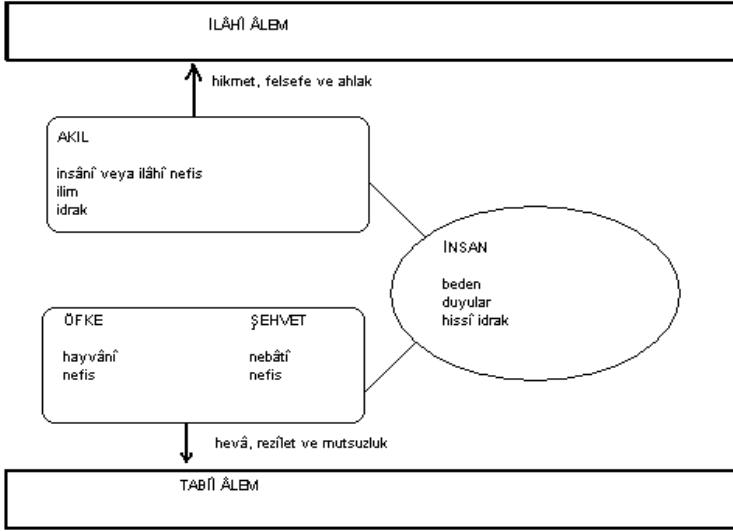 İLÂHÎ ÂLEM
hikmet, felsefe ve ahlak
AKIL
insânî veya ilâhî nefis
ilim
idrak
İNSAN
beden
duyular
hissî idrak
ÖFKE ŞEHVET
hayvânî nebâtî
nefis nefis
hevâ, rezîlet ve mutsuzluk
TABİÎ ÂLEM